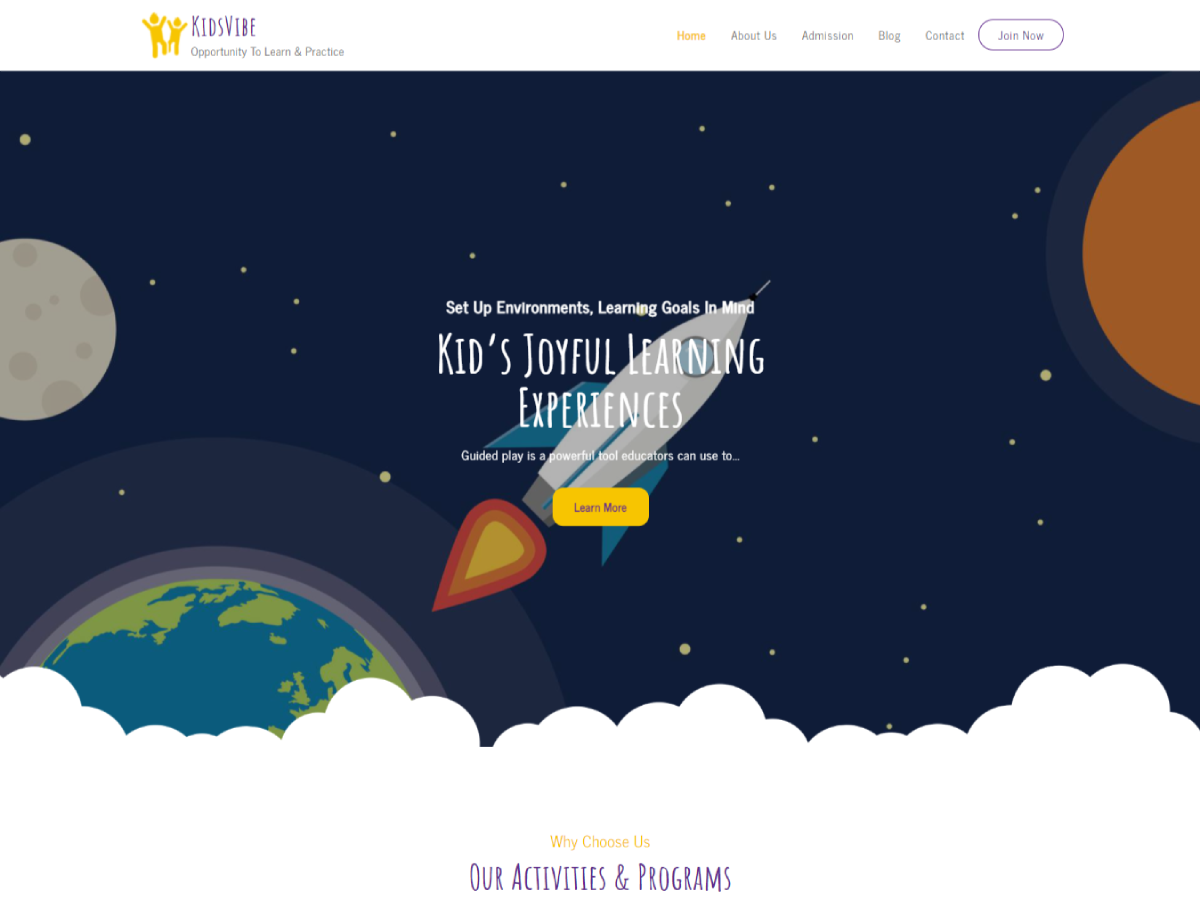 KidsVibe
Opportunity To Learn & Practice
Home
About Us
Admission
Blog
Contact
Join Now
Set Up Environments, Learning Goals In Mind
Kid's Joyful Learning
Experiences
Guided play is a powerful tool educators can use to...
Learn More
Why Choose Us
Our Activities & Programs